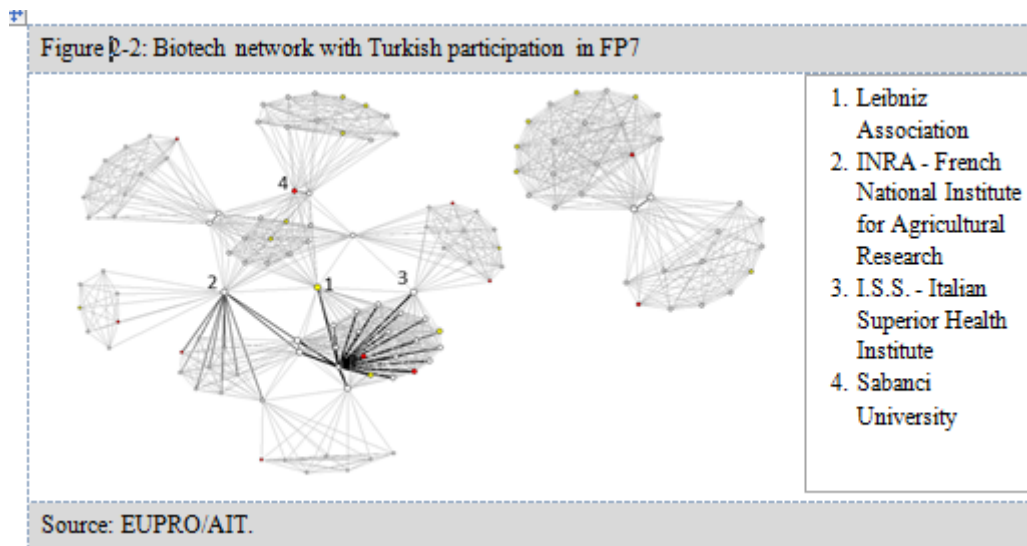 Figure 2-2: Biotech network with Turkish participation in FP7
4
2
1
3
1. Leibniz
Association
2. INRA - French
National Institute
for Agricultural
Research
3. I.S.S. - Italian
Superior Health
Institute
4. Sabanci
University
Source: EUPRO/AIT.